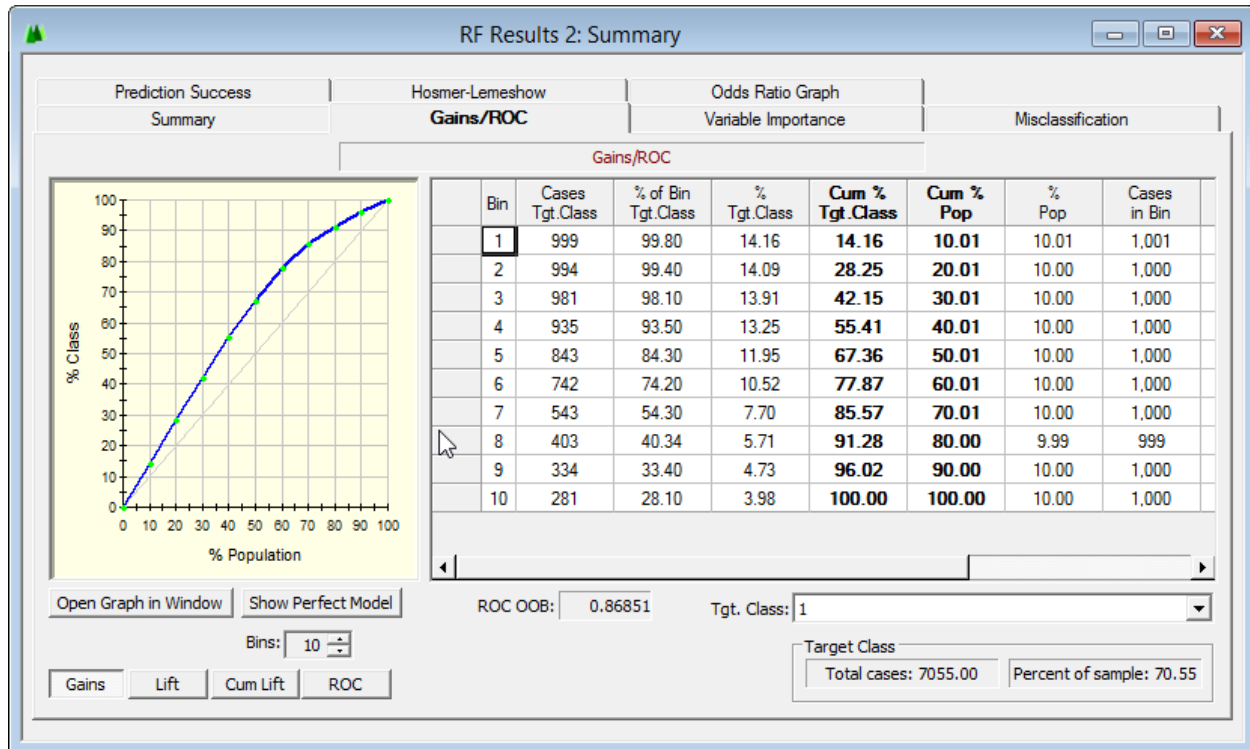 RF Results 2: Summary
Prediction Success Hosmer-Lemeshow Odds Ratio Graph
Summary Gains/ROC Variable Importance Misclassification
Gains/ROC
% Class
100
90
80
70
60
50
40
30
20
10
0
0 10 20 30 40 50 60 70 80 90 100
% Population
Bin Cases Tgt.Class % of Bin Tgt.Class % Tgt.Class Cum % Tgt.Class Cum % Pop % Pop Cases in Bin
1 999 99.80 14.16 14.16 10.01 10.01 1,001
2 994 99.40 14.09 28.25 20.01 10.00 1,000
3 981 98.10 13.91 42.15 30.01 10.00 1,000
4 935 93.50 13.25 55.41 40.01 10.00 1,000
5 843 84.30 11.95 67.36 50.01 10.00 1,000
6 742 74.20 10.52 77.87 60.01 10.00 1,000
7 543 54.30 7.70 85.57 70.01 10.00 1,000
8 403 40.34 5.71 91.28 80.00 9.99 999
9 334 33.40 4.73 96.02 90.00 10.00 1,000
10 281 28.10 3.98 100.00 100.00 10.00 1,000
Open Graph in Window Show Perfect Model ROC OOB: 0.86851 Tgt. Class: 1
Bins: 10
Gains Lift Cum Lift ROC
Target Class
Total cases: 7055.00 Percent of sample: 70.55